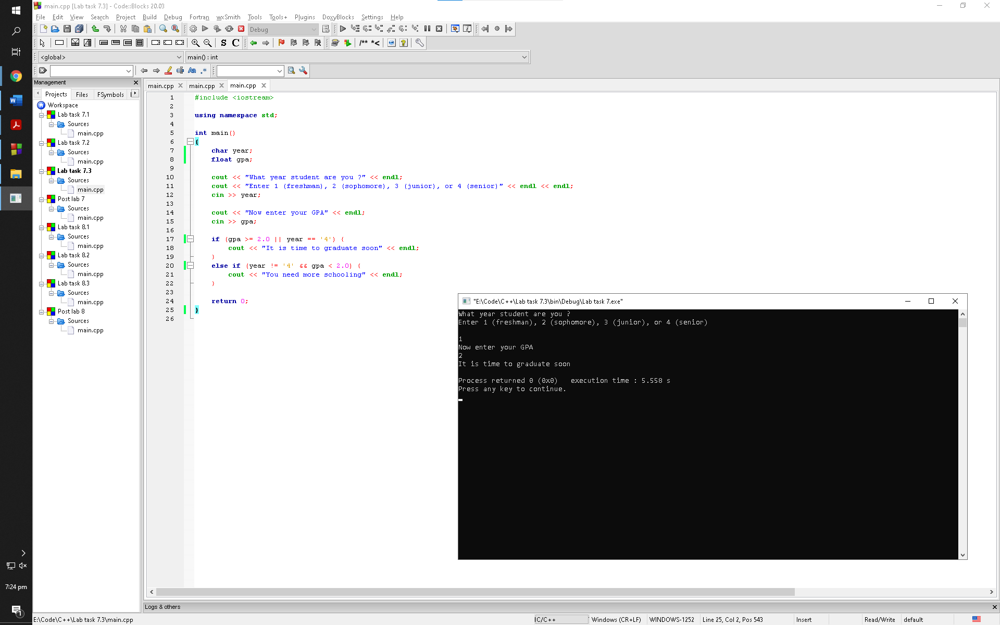 main.cpp [Lab task 7.3] - Code::Blocks 20.03
File Edit View Search Project Build Debug Fortran wxSmith Tools Tools+ Plugins DoxyBlocks Settings Help
Debug
S C /** *<
<global> main() : int
Aa .*
Management
Projects Files FSymbols
main.cpp main.cpp main.cpp
Workspace
Lab task 7.1
Sources
main.cpp
Lab task 7.2
Sources
main.cpp
Lab task 7.3
Sources
main.cpp
Post lab 7
Sources
main.cpp
Lab task 8.1
Sources
main.cpp
Lab task 8.2
Sources
main.cpp
Lab task 8.3
Sources
main.cpp
Post lab 8
Sources
main.cpp
1 #include <iostream>
2
3 using namespace std;
4
5 int main()
6 {
7 char year;
8 float gpa;
9
10 cout << "What year student are you ?" << endl;
11 cout << "Enter 1 (freshman), 2 (sophomore), 3 (junior), or 4 (senior)" << endl << endl;
12 cin >> year;
13
14 cout << "Now enter your GPA" << endl;
15 cin >> gpa;
16
17 if (gpa >= 2.0 || year == '4') {
18 cout << "It is time to graduate soon" << endl;
19 }
20 else if (year != '4' && gpa < 2.0) {
21 cout << "You need more schooling" << endl;
22 }
23
24 return 0;
25 }
26
"E:\Code\C++\Lab task 7.3\bin\Debug\Lab task 7.exe"
What year student are you ?
Enter 1 (freshman), 2 (sophomore), 3 (junior), or 4 (senior)
1
Now enter your GPA
2
It is time to graduate soon
Process returned 0 (0x0) execution time : 5.558 s
Press any key to continue.
7:24 pm
1
Logs & others
E:\Code\C++\Lab task 7.3\main.cpp C/C++ Windows (CR+LF) WINDOWS-1252 Line 25, Col 2, Pos 543 Insert Read/Write default